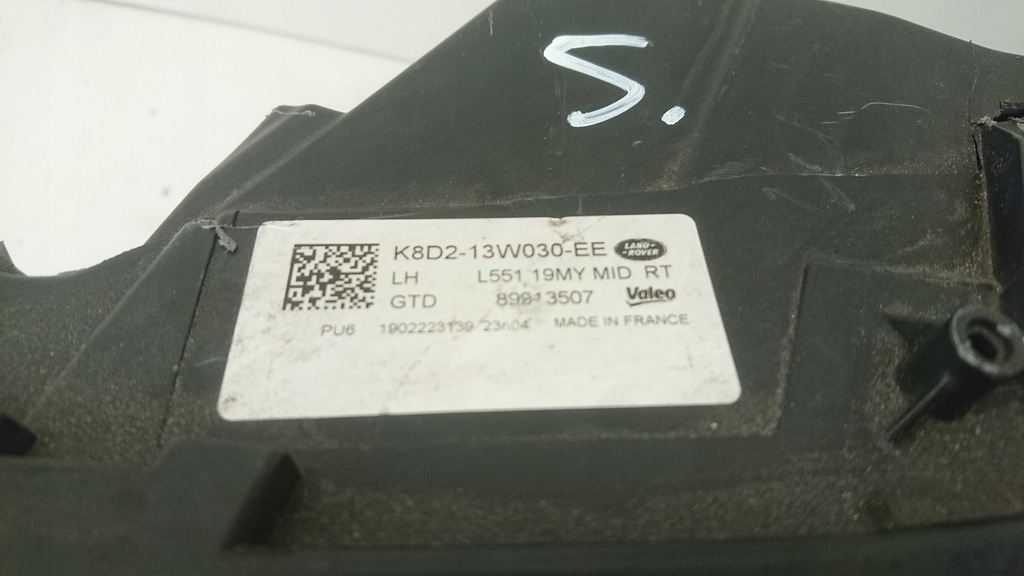 S.
K8D2-13W030-EE LAND-ROVER
LH L551 19MY MID RT
GTD 89913507 Valeo
PU6 1902223139 23h04 MADE IN FRANCE